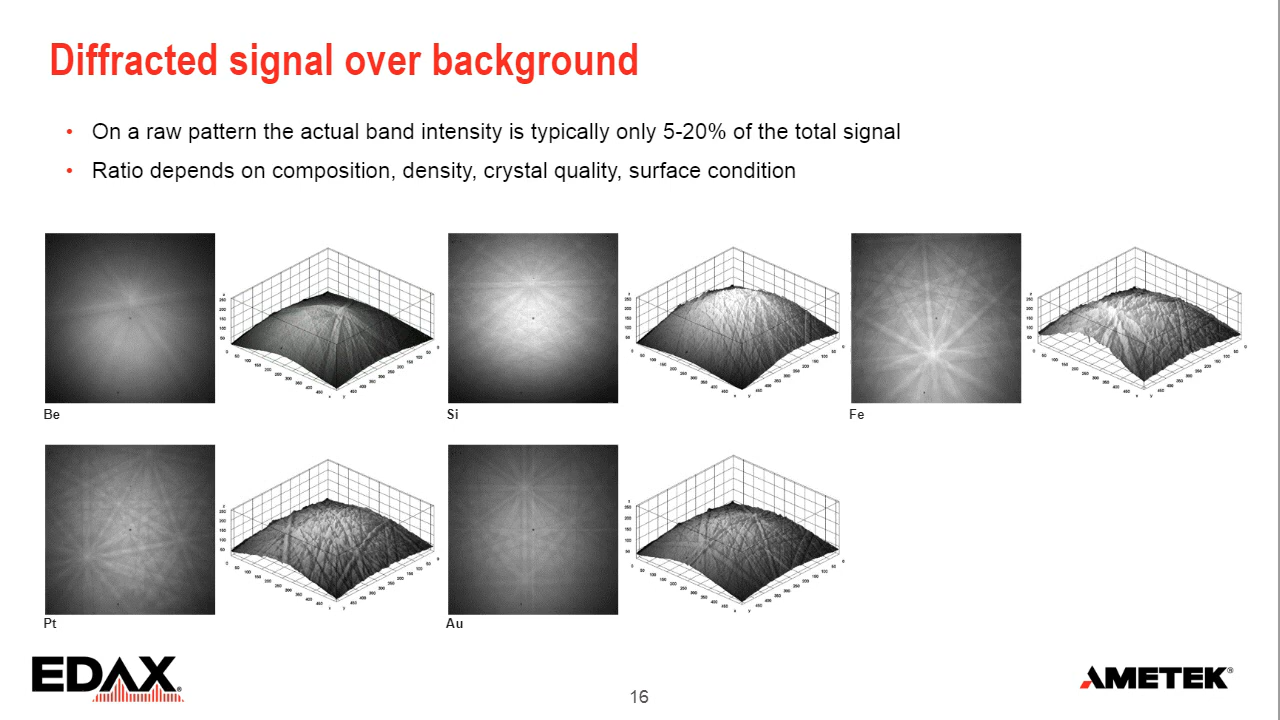 Diffracted signal over background
• On a raw pattern the actual band intensity is typically only 5-20% of the total signal
• Ratio depends on composition, density, crystal quality, surface condition
Be
Si
Fe
Pt
Au
EDAX
16
AMETEK®